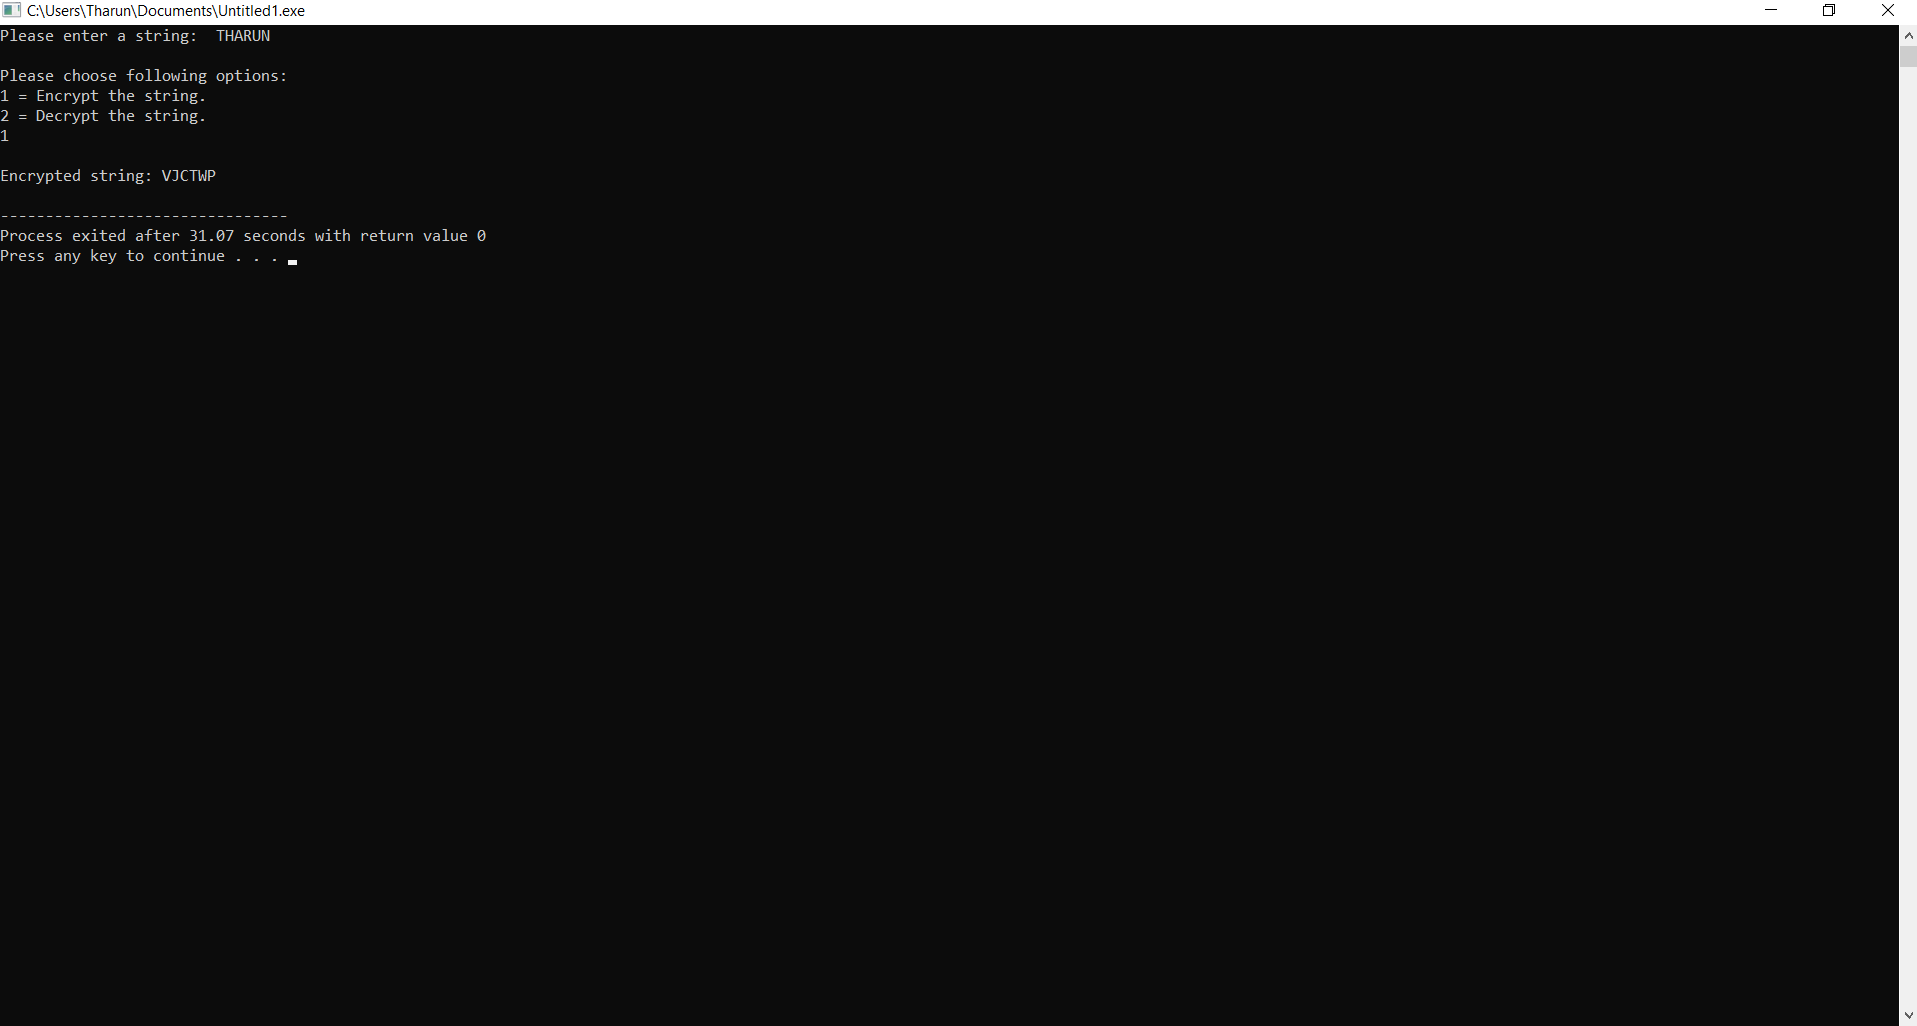 C:\Users\Tharun\Documents\Untitled1.exe
Please enter a string:  THARUN
Please choose following options:
1 = Encrypt the string.
2 = Decrypt the string.
1
Encrypted string: VJCTWP
--------------------------------
Process exited after 31.07 seconds with return value 0
Press any key to continue . . .